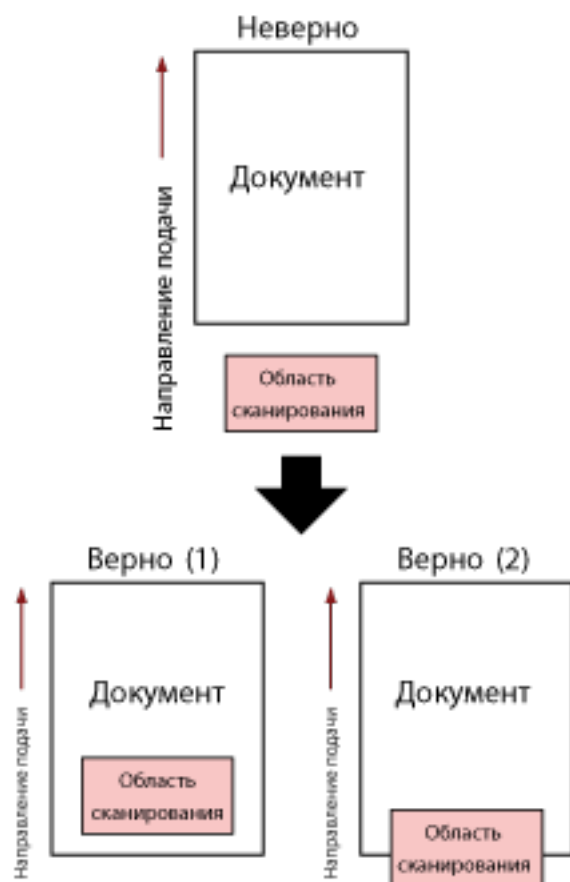 Неверно
Направление подачи
Документ
Область
сканирования
Верно (1)
Верно (2)
Направление подачи
Документ
Область
сканирования
Направление подачи
Документ
Область
сканирования